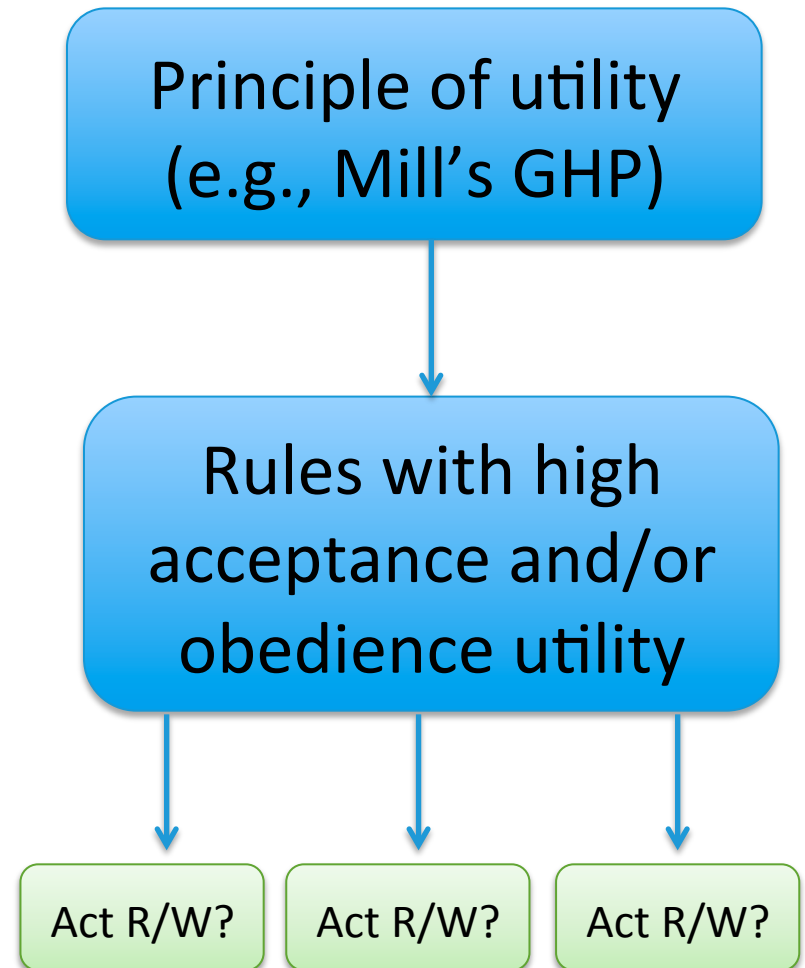 Principle of utility
(e.g., Mill’s GHP)
Rules with high
acceptance and/or
obedience utility
Act R/W?
Act R/W?
Act R/W?